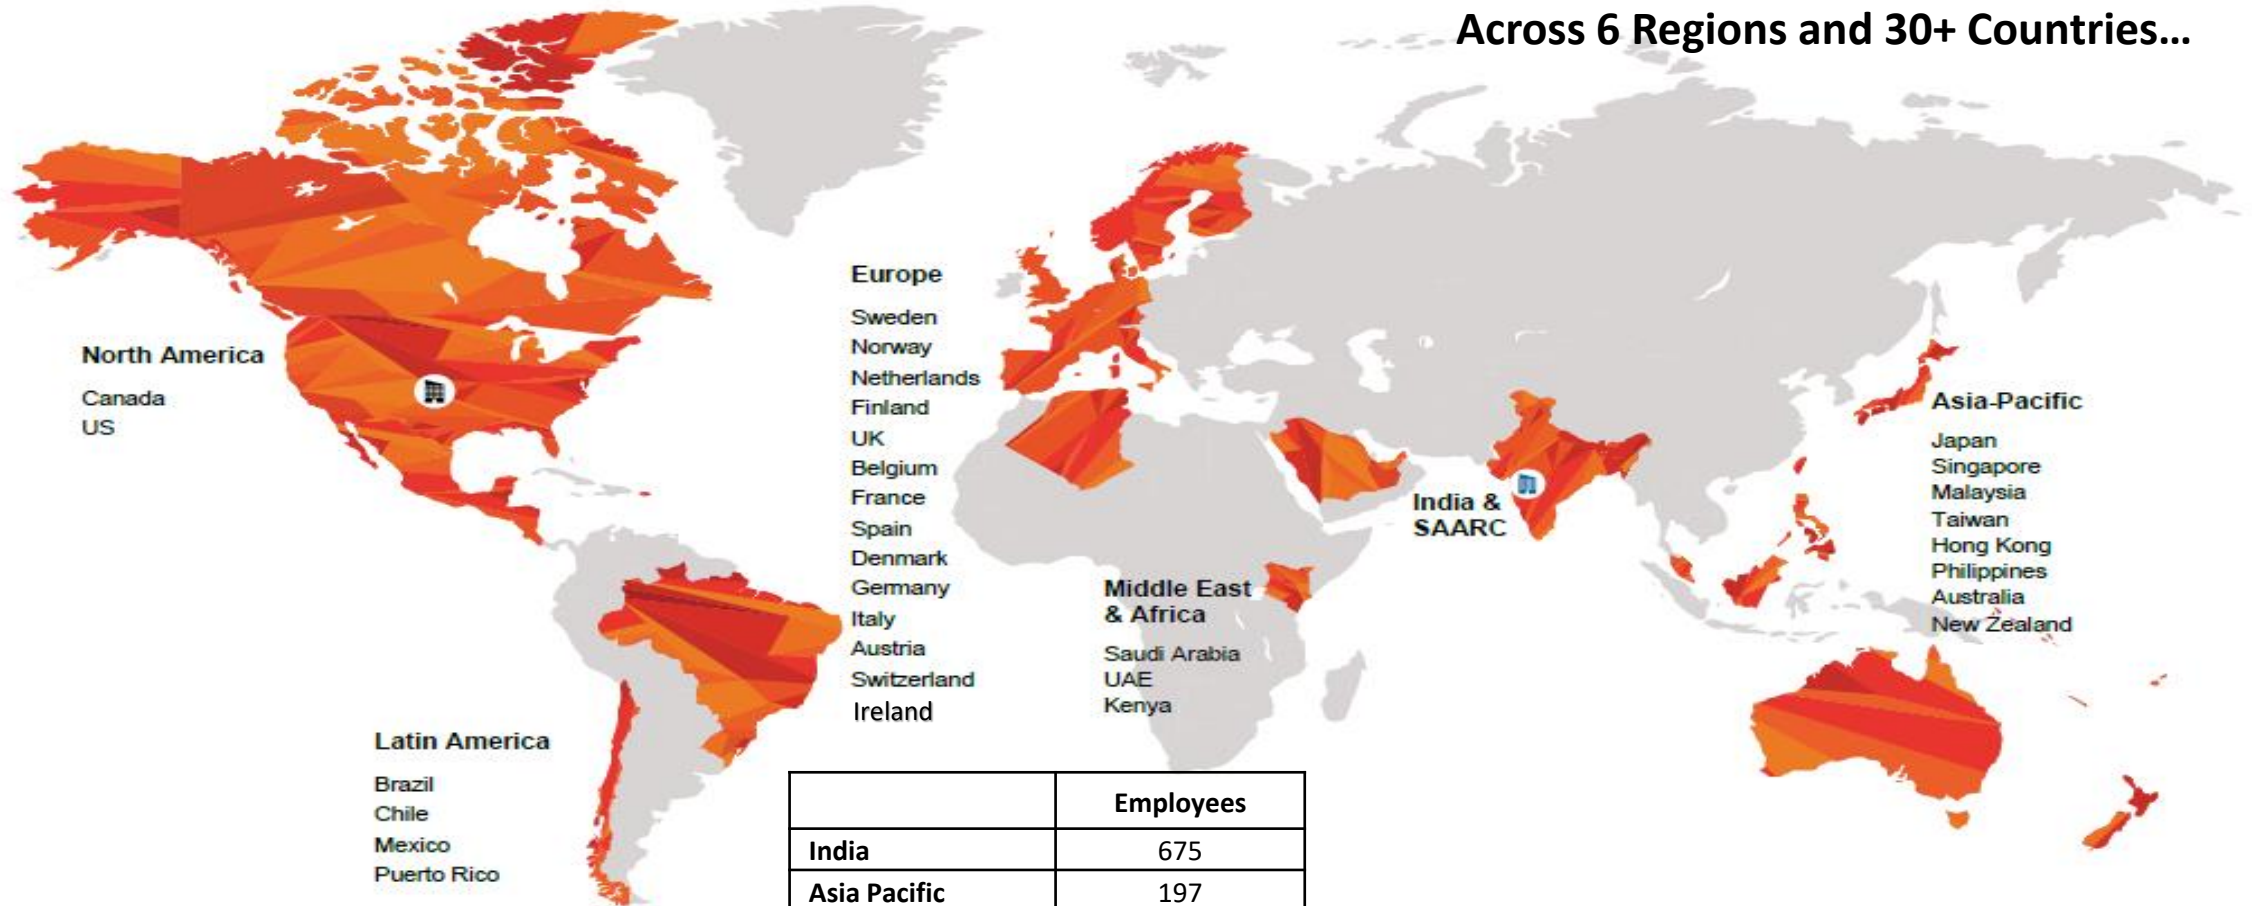 Across 6 Regions and 30+ Countries…
North America
Canada
US
Europe
Sweden
Norway
Netherlands
Finland
UK
Belgium
France
Spain
Denmark
Germany
Italy
Austria
Switzerland
Ireland
Middle East
& Africa
Saudi Arabia
UAE
Kenya
India &
SAARC
Asia-Pacific
Japan
Singapore
Malaysia
Taiwan
Hong Kong
Philippines
Australia
New Zealand
Latin America
Brazil
Chile
Mexico
Puerto Rico
Employees
India 675
Asia Pacific 197